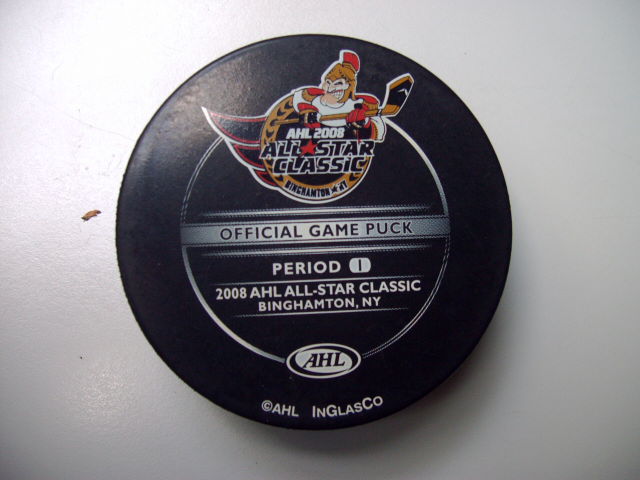 AHL 2008
ALL★STAR
CLASSIC
BINGHAMTON★NY
OFFICIAL GAME PUCK
PERIOD 1
2008 AHL ALL-STAR CLASSIC
BINGHAMTON, NY
AHL
©AHL INGLASCO